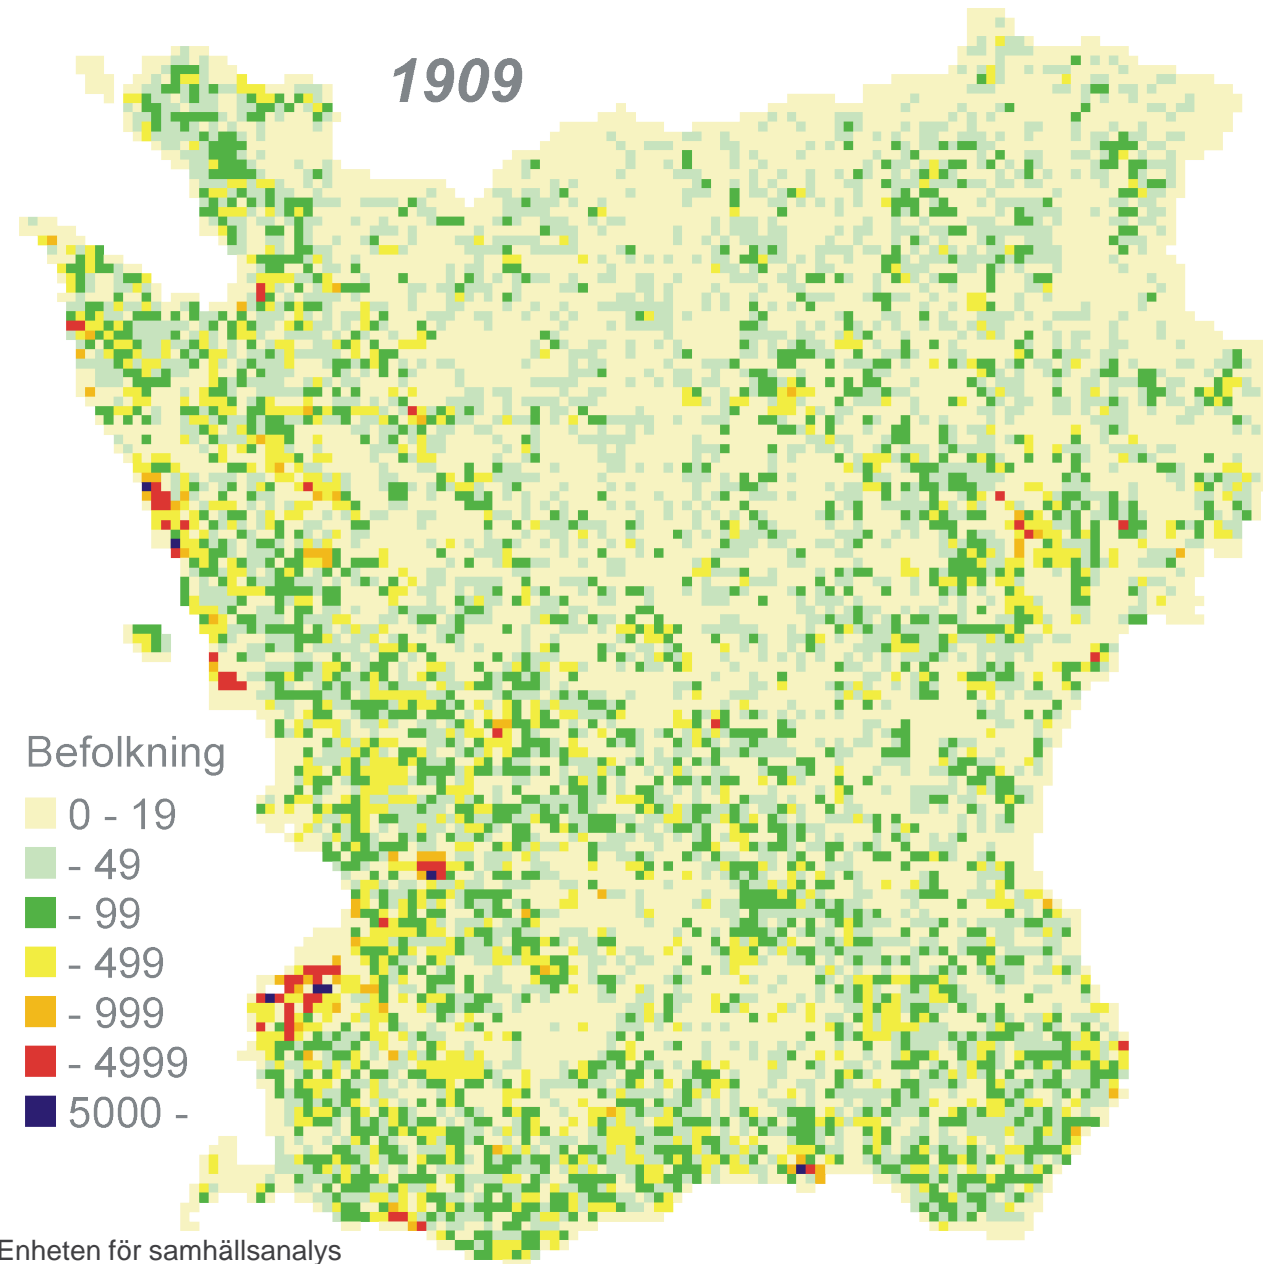 1909
Befolkning
0 - 19
- 49
- 99
- 499
- 999
- 4999
5000 -
Enheten för samhällsanalys